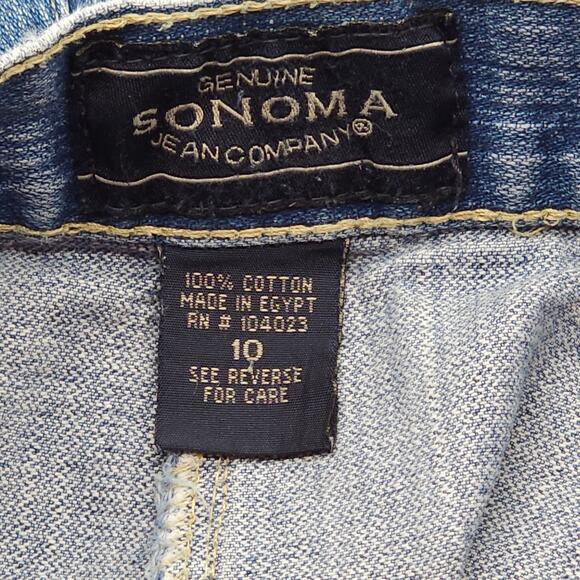 GENUINE
SONOMA
JEAN COMPANY®
100% COTTON
MADE IN EGYPT
RN # 104023
10
SEE REVERSE
FOR CARE